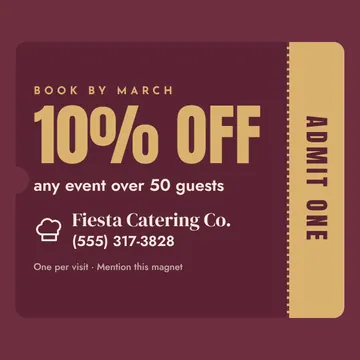 BOOK BY MARCH
10% OFF
any event over 50 guests
Fiesta Catering Co.
(555) 317-3828
One per visit · Mention this magnet
ADMIT ONE